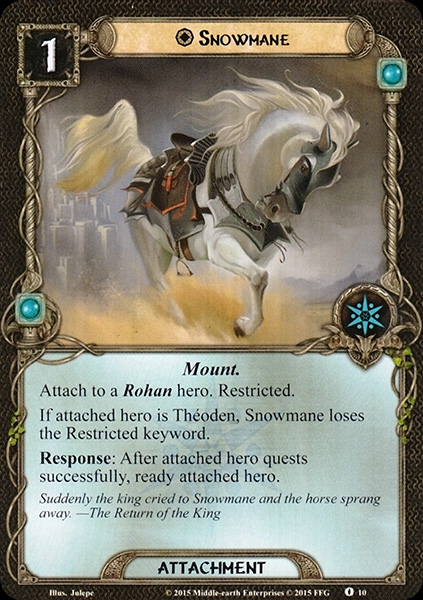 1
Snowmane
Mount.
Attach to a Rohan hero. Restricted.
If attached hero is Théoden, Snowmane loses
the Restricted keyword.
Response: After attached hero quests
successfully, ready attached hero.
Suddenly the king cried to Snowmane and the horse sprang
away. —The Return of the King
Attachment
Illus. Jalepe © 2015 Middle-earth Enterprises © 2015 FFG 10